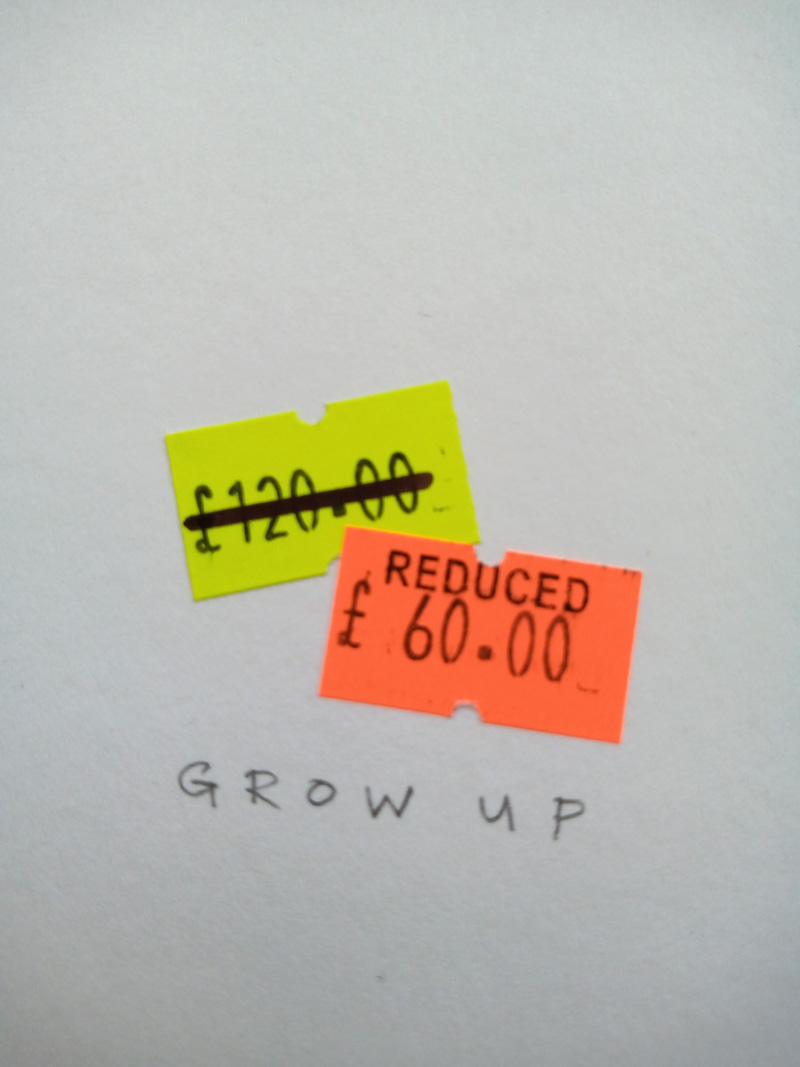 £120.00
REDUCED
£ 60.00
GROW UP